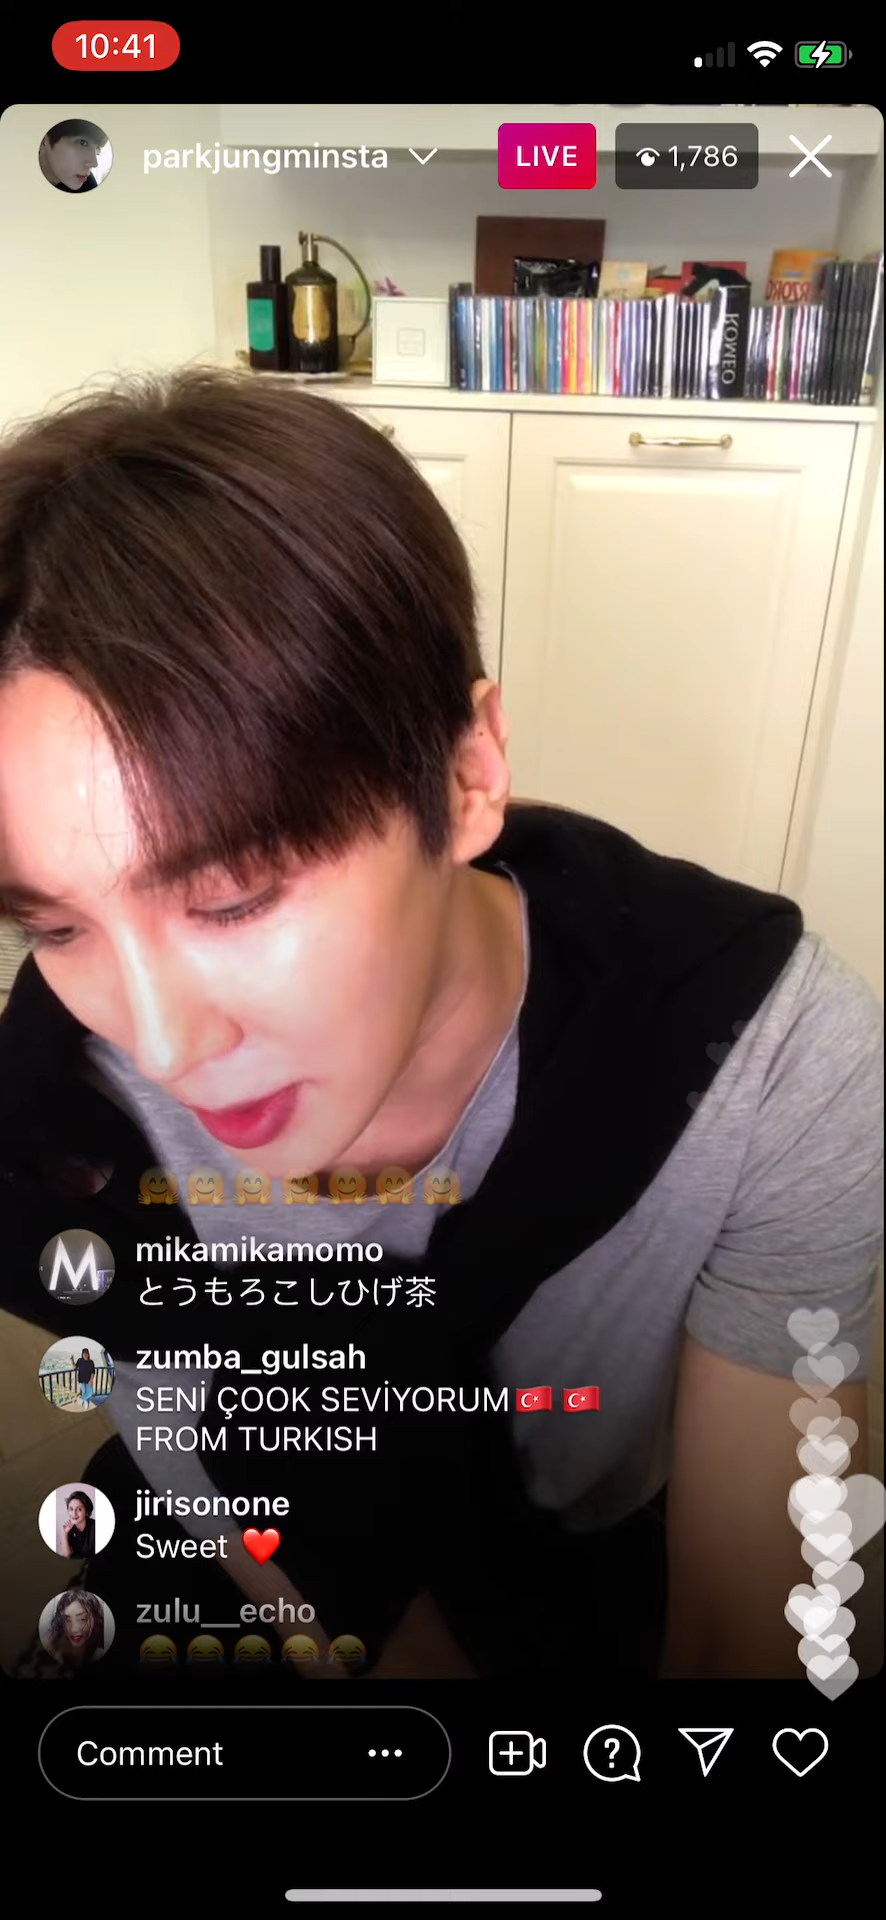 10:41
parkjungminsta
LIVE
1,786
ROMEO
🤗🤗🤗🤗🤗🤗🤗
mikamikamomo
とうもろこしひげ茶
zumba_gulsah
SENİ ÇOOK SEVİYORUM🇹🇷 🇹🇷
FROM TURKISH
jirisonone
Sweet ❤️
zulu__echo
😂😂😂😂😂
Comment